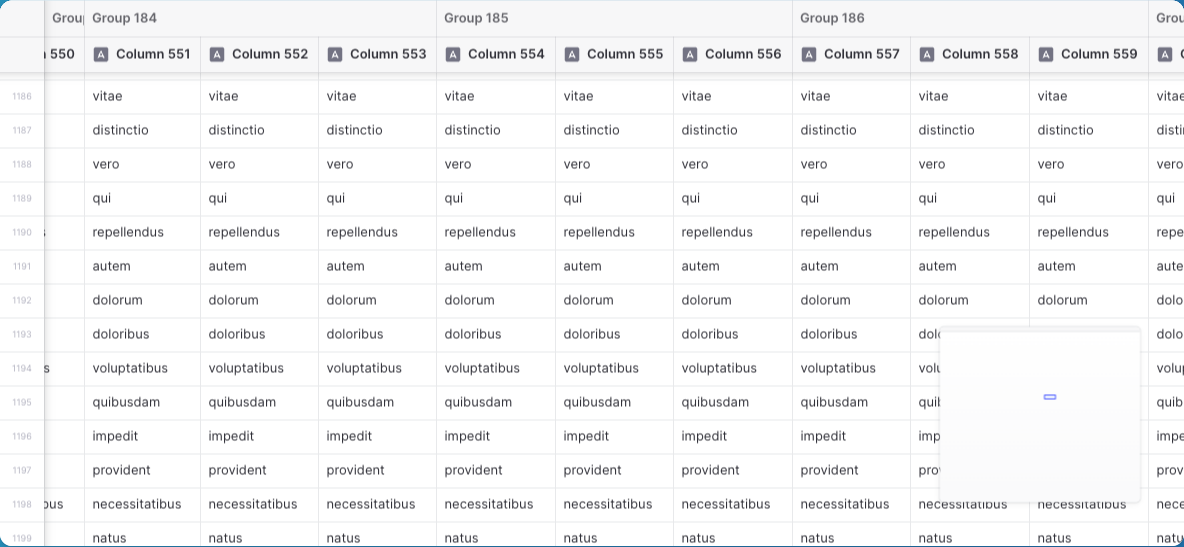 Group Group 184 Group 185 Group 186 Grou
550 A Column 551 A Column 552 A Column 553 A Column 554 A Column 555 A Column 556 A Column 557 A Column 558 A Column 559 A
1186 vitae vitae vitae vitae vitae vitae vitae vitae vitae vitae
1187 distinctio distinctio distinctio distinctio distinctio distinctio distinctio distinctio distinctio disti
1188 vero vero vero vero vero vero vero vero vero vero
1189 qui qui qui qui qui qui qui qui qui qui
1190 s repellendus repellendus repellendus repellendus repellendus repellendus repellendus repellendus repellendus repe
1191 autem autem autem autem autem autem autem autem autem aute
1192 dolorum dolorum dolorum dolorum dolorum dolorum dolorum dolorum dolorum dolo
1193 doloribus doloribus doloribus doloribus doloribus doloribus doloribus dolo dolo
1194 s voluptatibus voluptatibus voluptatibus voluptatibus voluptatibus voluptatibus voluptatibus volu volu
1195 quibusdam quibusdam quibusdam quibusdam quibusdam quibusdam quibusdam quib quib
1196 impedit impedit impedit impedit impedit impedit impedit imp impe
1197 provident provident provident provident provident provident provident pro prov
1198 bus necessitatibus necessitatibus necessitatibus necessitatibus necessitatibus necessitatibus necessitatibus necessitatibus necessitatibus nece
1199 natus natus natus natus natus natus natus natus natus natu